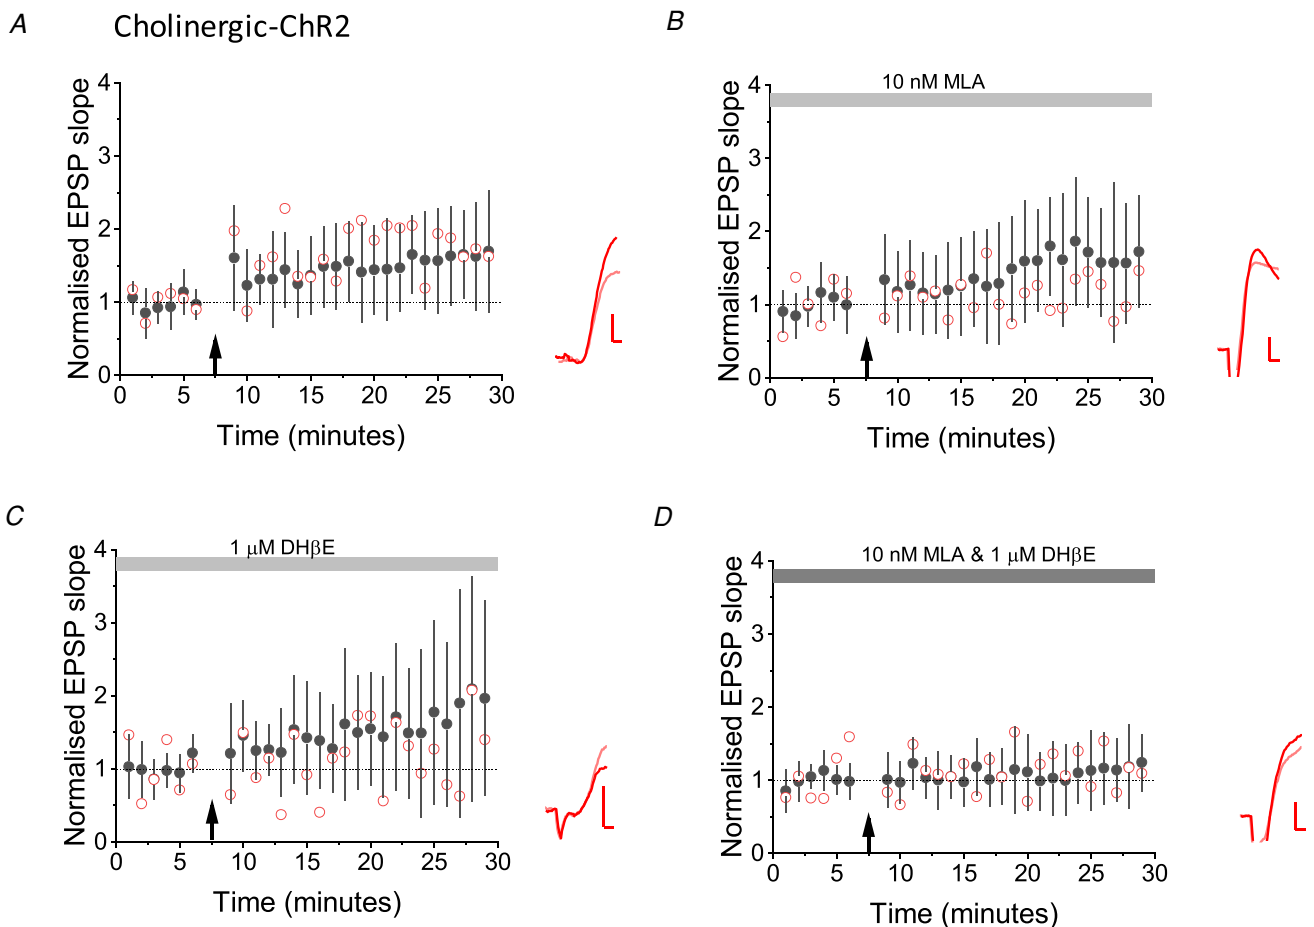 A
Cholinergic-ChR2
Normalised EPSP slope
4
3
2
1
0
0 5 10 15 20 25 30
Time (minutes)
B
10 nM MLA
Normalised EPSP slope
4
3
2
1
0
0 5 10 15 20 25 30
Time (minutes)
C
1 μM DHβE
Normalised EPSP slope
4
3
2
1
0
0 5 10 15 20 25 30
Time (minutes)
D
10 nM MLA & 1 μM DHβE
Normalised EPSP slope
4
3
2
1
0
0 5 10 15 20 25 30
Time (minutes)